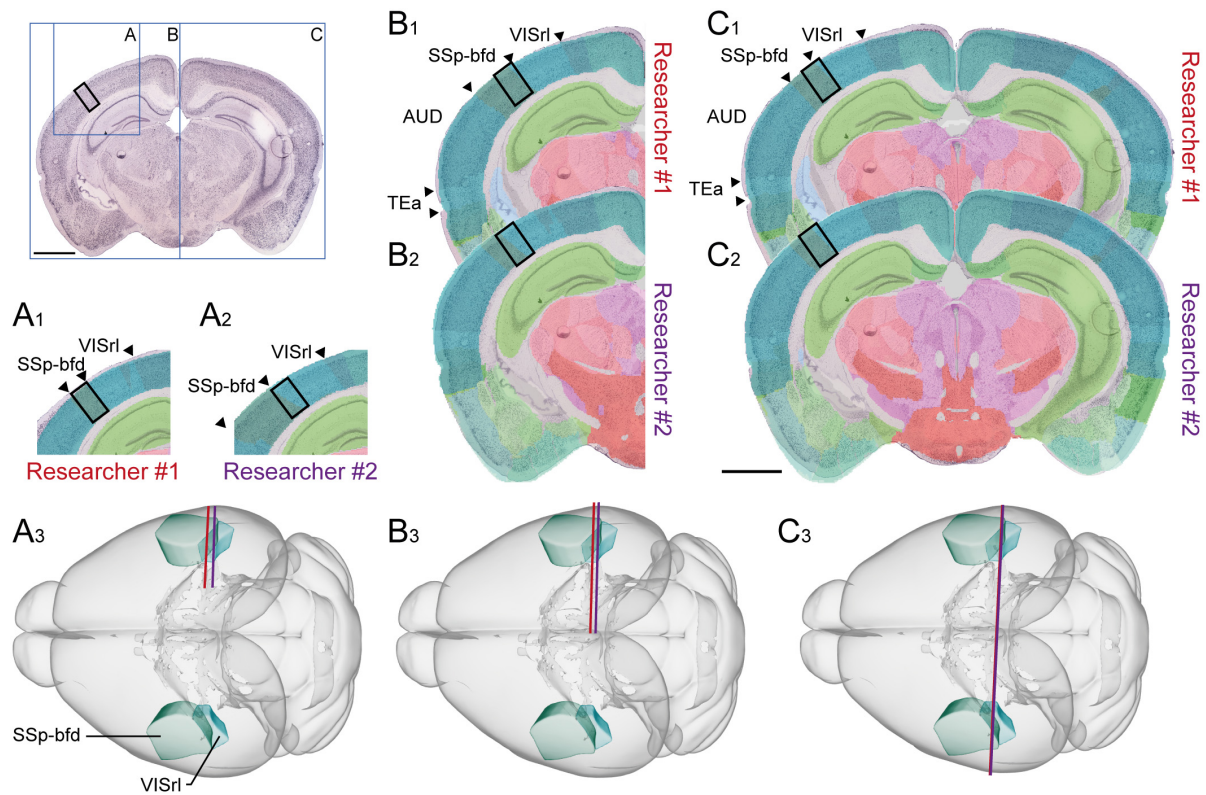 A
B
C
B1
VISrl
SSp-bfd
AUD
TEa
Researcher #1
B2
Researcher #2
C1
VISrl
SSp-bfd
AUD
TEa
Researcher #1
C2
Researcher #2
A1
VISrl
SSp-bfd
Researcher #1
A2
VISrl
SSp-bfd
Researcher #2
A3
SSp-bfd
VISrl
B3
C3